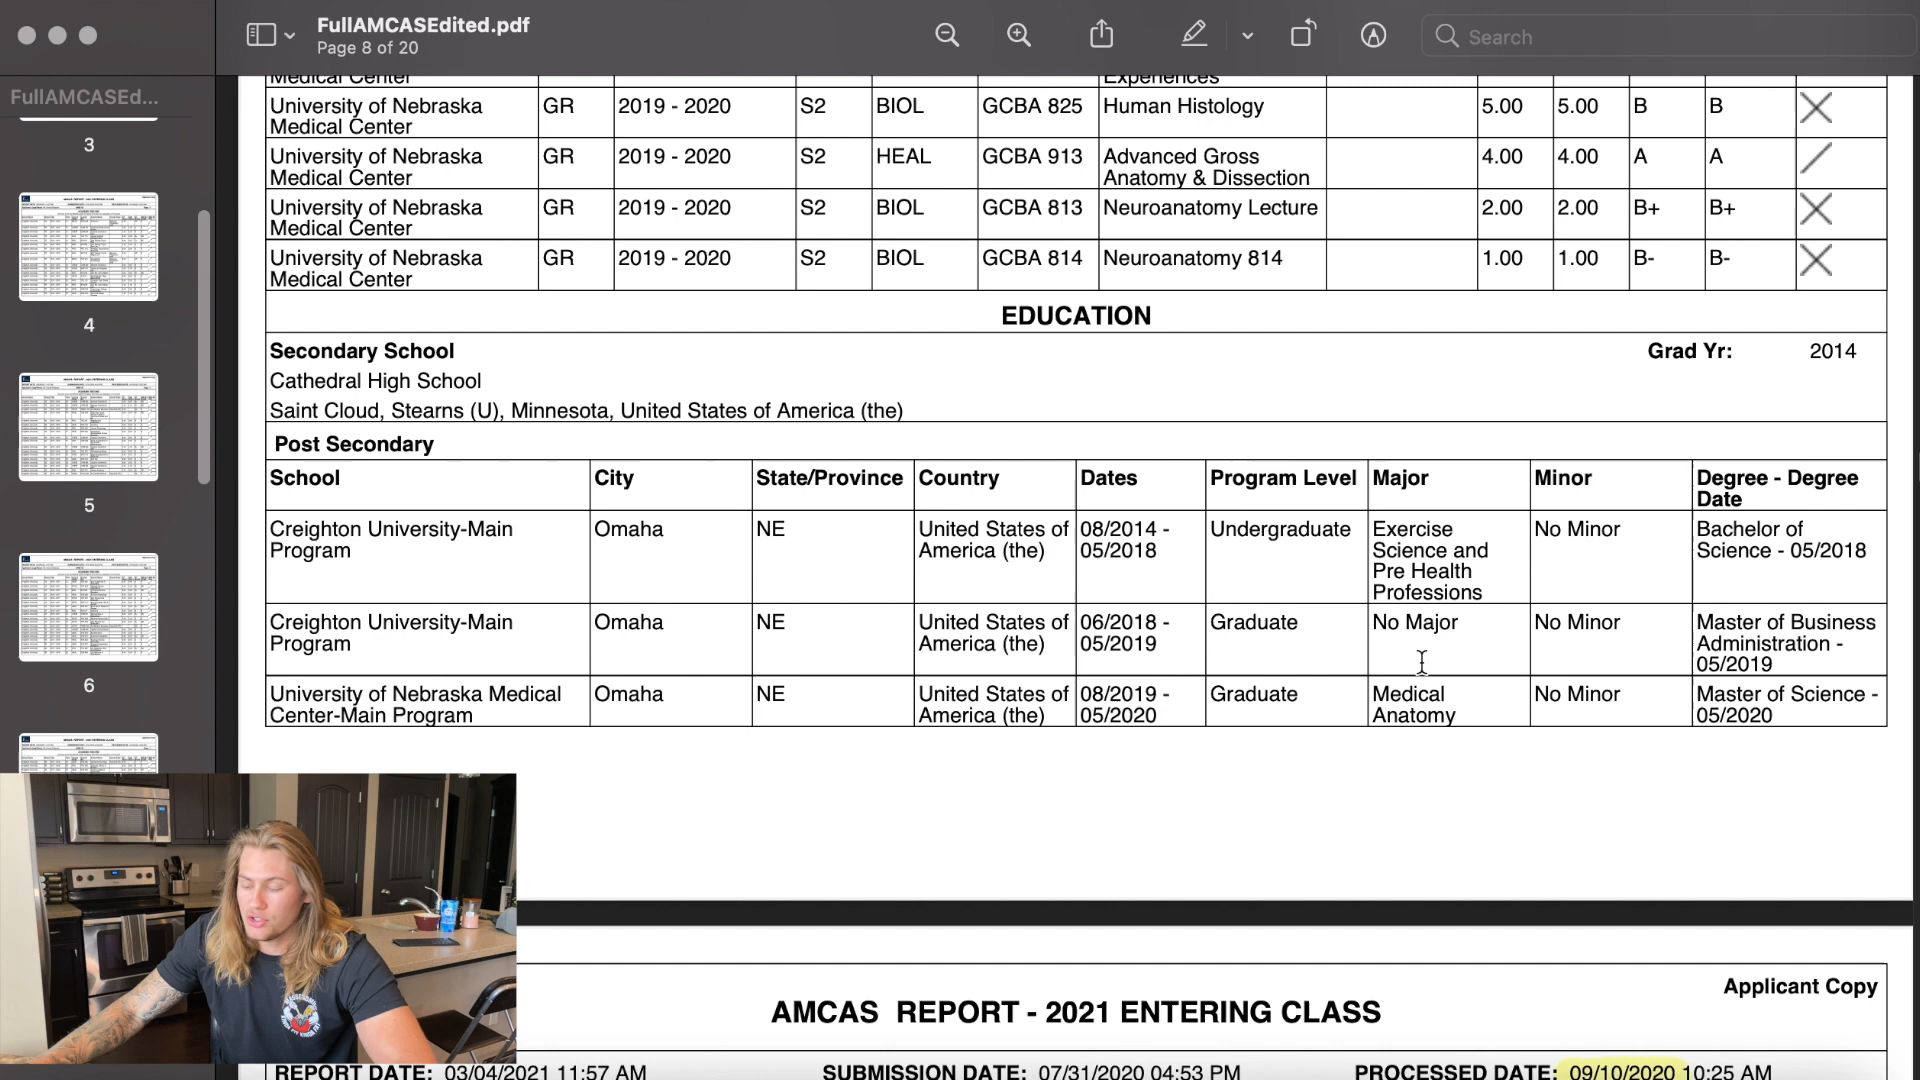 FullAMCASEdited.pdf
Page 8 of 20
Search
FullAMCASEd...
3
4
5
6
Medical Center Experiences
University of Nebraska GR 2019 - 2020 S2 BIOL GCBA 825 Human Histology 5.00 5.00 B B
Medical Center
University of Nebraska GR 2019 - 2020 S2 HEAL GCBA 913 Advanced Gross 4.00 4.00 A A
Medical Center Anatomy & Dissection
University of Nebraska GR 2019 - 2020 S2 BIOL GCBA 813 Neuroanatomy Lecture 2.00 2.00 B+ B+
Medical Center
University of Nebraska GR 2019 - 2020 S2 BIOL GCBA 814 Neuroanatomy 814 1.00 1.00 B- B-
Medical Center
EDUCATION
Secondary School Grad Yr: 2014
Cathedral High School
Saint Cloud, Stearns (U), Minnesota, United States of America (the)
Post Secondary
School City State/Province Country Dates Program Level Major Minor Degree - Degree
Date
Creighton University-Main Omaha NE United States of 08/2014 - Undergraduate Exercise No Minor Bachelor of
Program America (the) 05/2018 Science and Science - 05/2018
Pre Health
Professions
Creighton University-Main Omaha NE United States of 06/2018 - Graduate No Major No Minor Master of Business
Program America (the) 05/2019 Administration -
05/2019
University of Nebraska Medical Omaha NE United States of 08/2019 - Graduate Medical No Minor Master of Science -
Center-Main Program America (the) 05/2020 Anatomy 05/2020
Applicant Copy
AMCAS REPORT - 2021 ENTERING CLASS
REPORT DATE: 03/04/2021 11:57 AM SUBMISSION DATE: 07/31/2020 04:53 PM PROCESSED DATE: 09/10/2020 10:25 AM